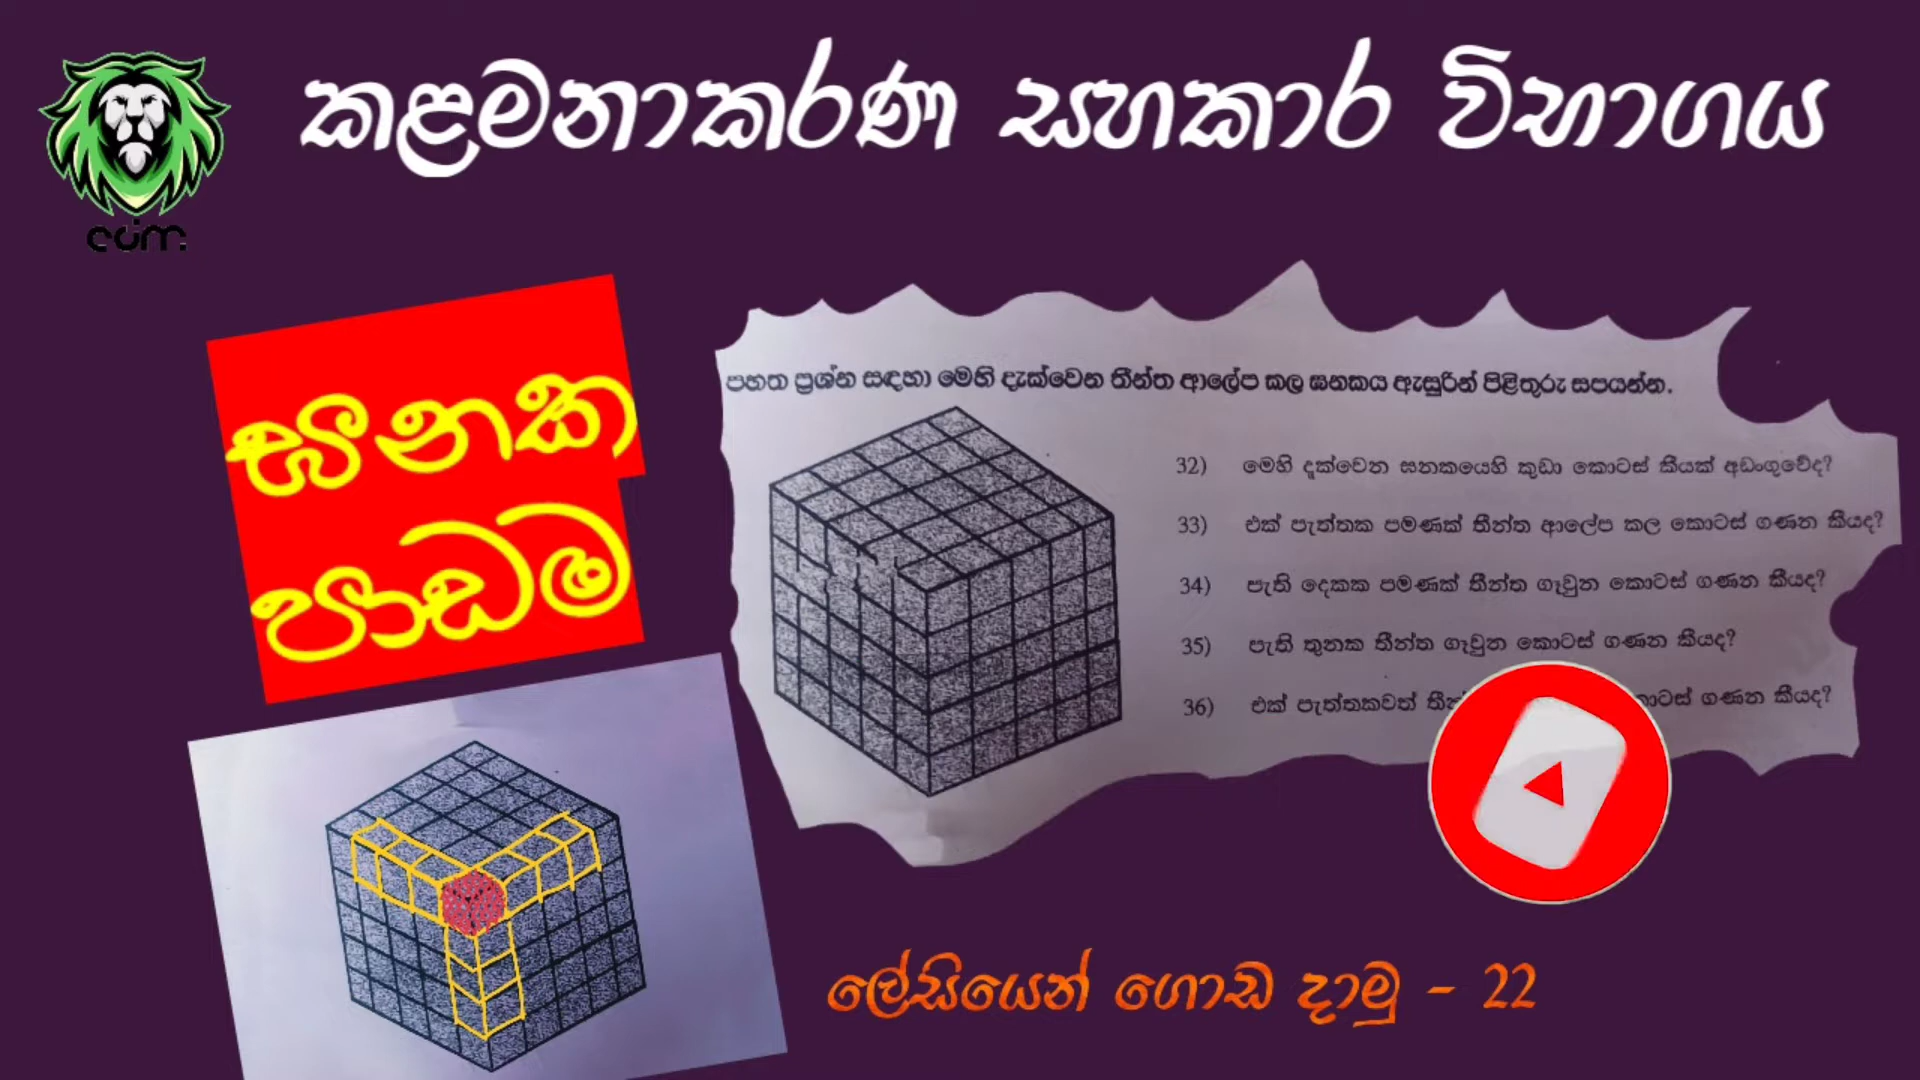 කළමනාකරණ සහකාර විභාගය
ඝනක
පාඩම
පහත ප්‍රශ්න සඳහා මෙහි දැක්වෙන තීන්ත ආලේප කල ඝනකය ඇසුරින් පිළිතුරු සපයන්න.
32) මෙහි දැක්වෙන ඝනකයෙහි කුඩා කොටස් කීයක් අඩංගුවේද?
33) එක් පැත්තක පමණක් තීන්ත ආලේප කල කොටස් ගණන කීයද?
34) පැති දෙකක පමණක් තීන්ත ගෑවුන කොටස් ගණන කීයද?
35) පැති තුනක තීන්ත ගෑවුන කොටස් ගණන කීයද?
36) එක් පැත්තකවත් ගණන කීයද?
ලේසියෙන් ගොඩ දාමු - 22